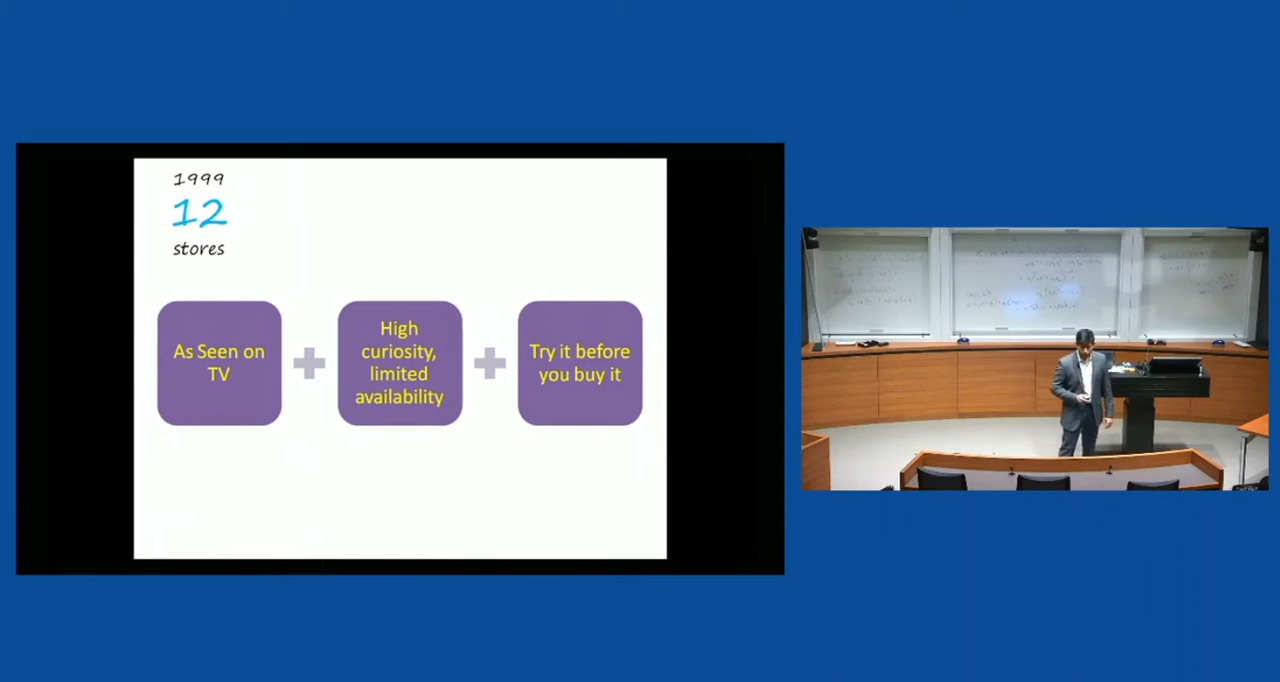 1999
12
stores
As Seen on
TV
High
curiosity,
limited
availability
Try it before
you buy it